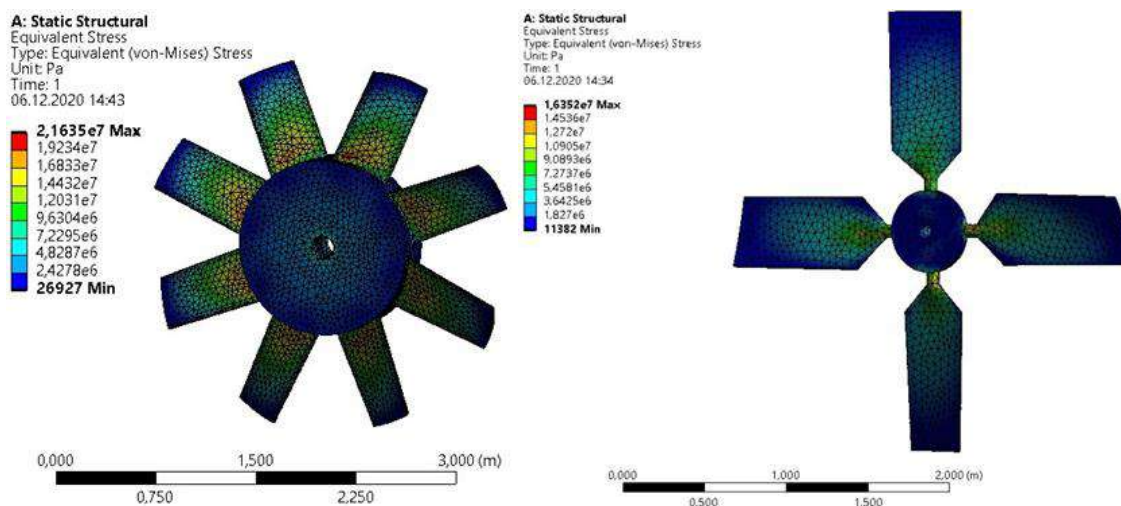 A: Static Structural
Equivalent Stress
Type: Equivalent (von-Mises) Stress
Unit: Pa
Time: 1
06.12.2020 14:43
2,1635e7 Max
1,9234e7
1,6833e7
1,4432e7
1,2031e7
9,6304e6
7,2295e6
4,8287e6
2,4278e6
26927 Min
0,000 1,500 3,000 (m)
0,750 2,250
A: Static Structural
Equivalent Stress
Type: Equivalent (von-Mises) Stress
Unit: Pa
Time: 1
06.12.2020 14:34
1,6352e7 Max
1,4536e7
1,272e7
1,0905e7
9,0893e6
7,2737e6
5,4581e6
3,6425e6
1,827e6
11382 Min
0,000 1,000 2,000 (m)
0,500 1,500